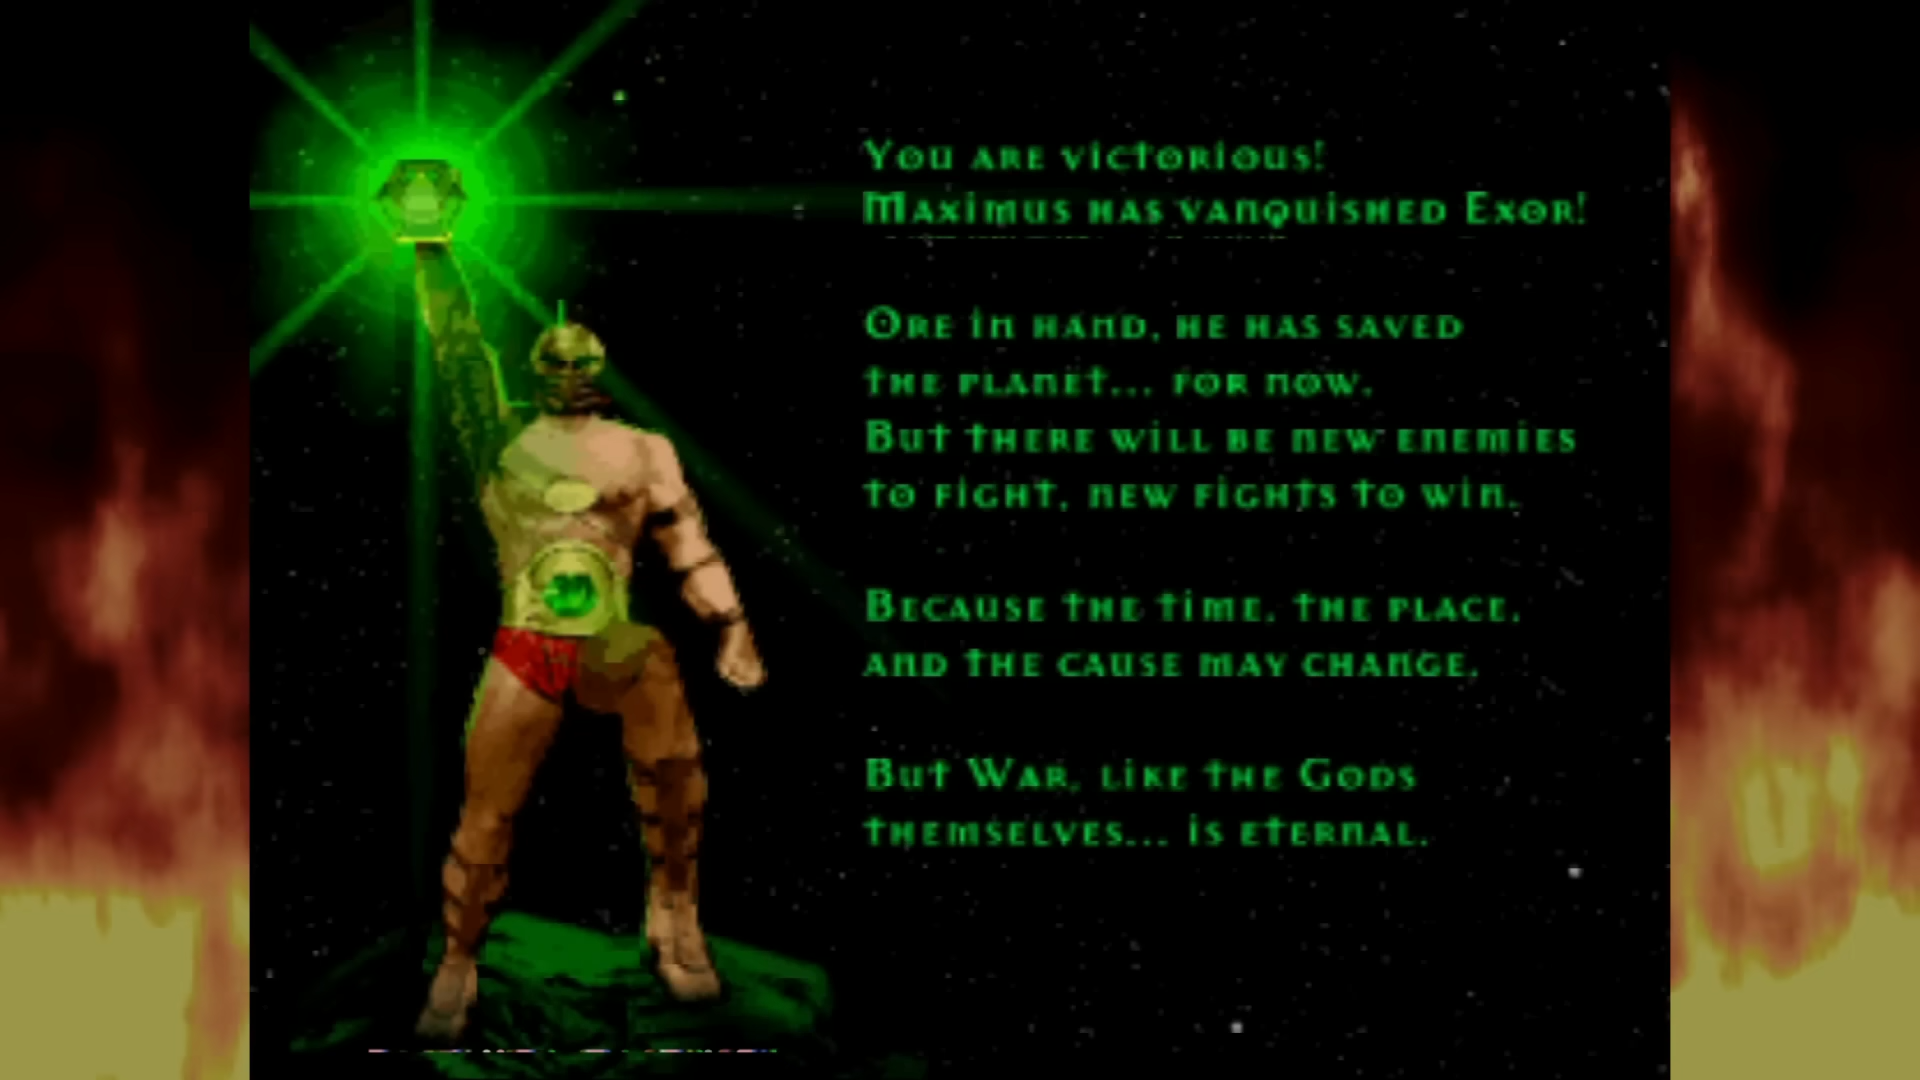 You are victorious!
Maximus has vanquished Exor!
Ore in hand, he has saved
the planet... for now.
But there will be new enemies
to fight, new fights to win.
Because the time, the place,
and the cause may change.
But War, like the Gods
themselves... is eternal.